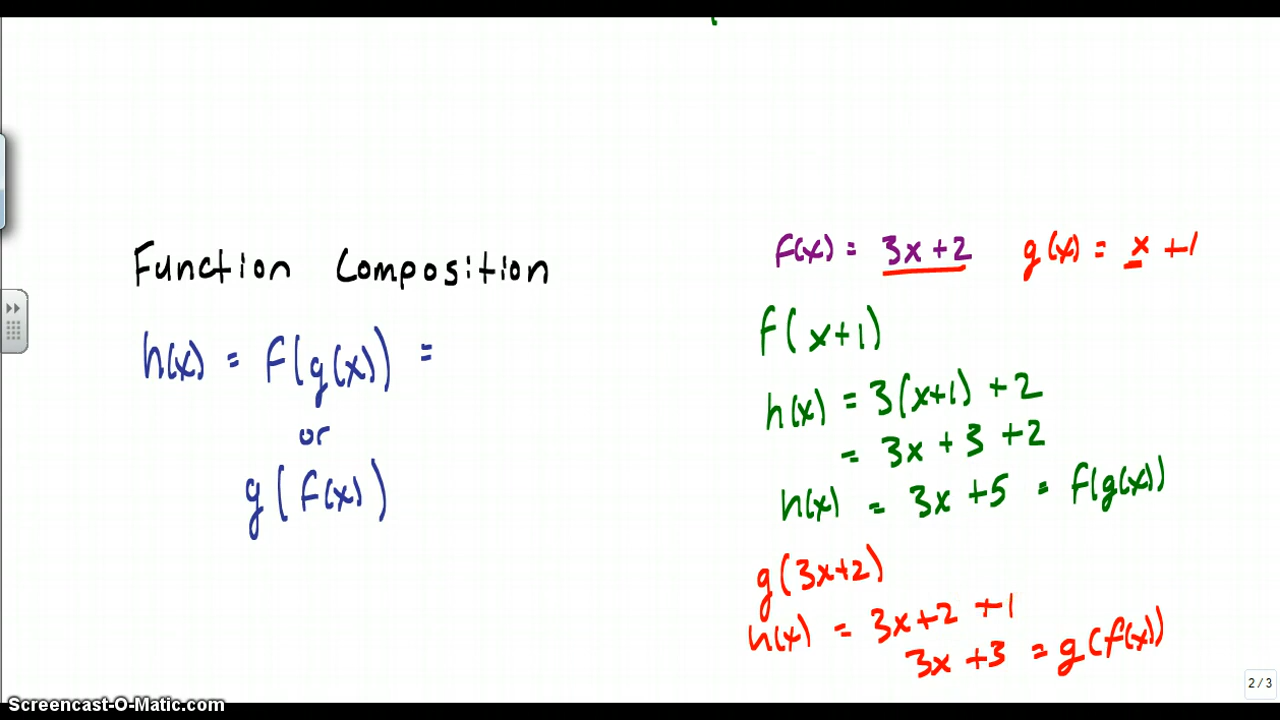 Function Composition
h(x) = f(g(x)) =
or
g(f(x))
f(x) = 3x+2 g(x) = x+1
f(x+1)
h(x) = 3(x+1) + 2
= 3x + 3 + 2
h(x) = 3x + 5 = f(g(x))
g(3x+2)
h(x) = 3x+2 +1
3x + 3 = g(f(x))
2/3
Screencast-O-Matic.com